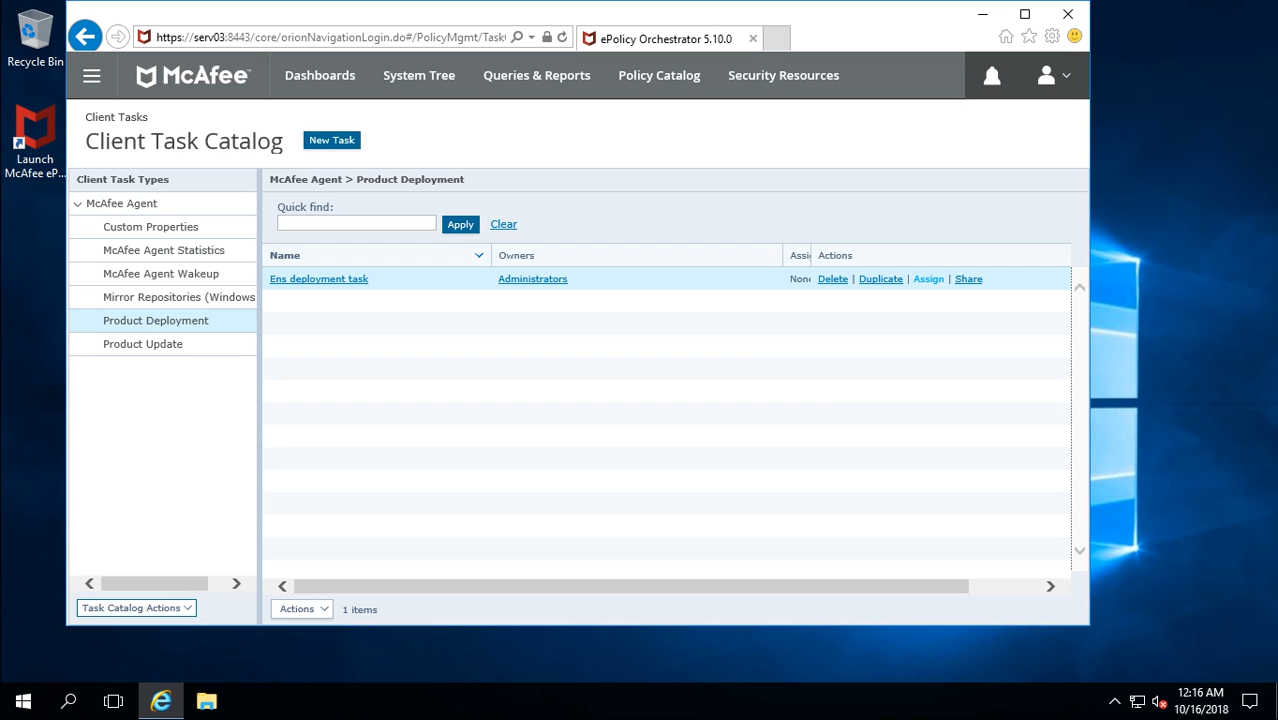 Recycle Bin
Launch
McAfee eP...
https://serv03:8443/core/orionNavigationLogin.do#/PolicyMgmt/Task
ePolicy Orchestrator 5.10.0
McAfee™
Dashboards
System Tree
Queries & Reports
Policy Catalog
Security Resources
Client Tasks
Client Task Catalog
New Task
Client Task Types
McAfee Agent
Custom Properties
McAfee Agent Statistics
McAfee Agent Wakeup
Mirror Repositories (Windows
Product Deployment
Product Update
Task Catalog Actions
McAfee Agent > Product Deployment
Quick find:
Apply
Clear
Name
Owners
Assi
Actions
Ens deployment task
Administrators
None
Delete | Duplicate | Assign | Share
Actions
1 items
12:16 AM
10/16/2018